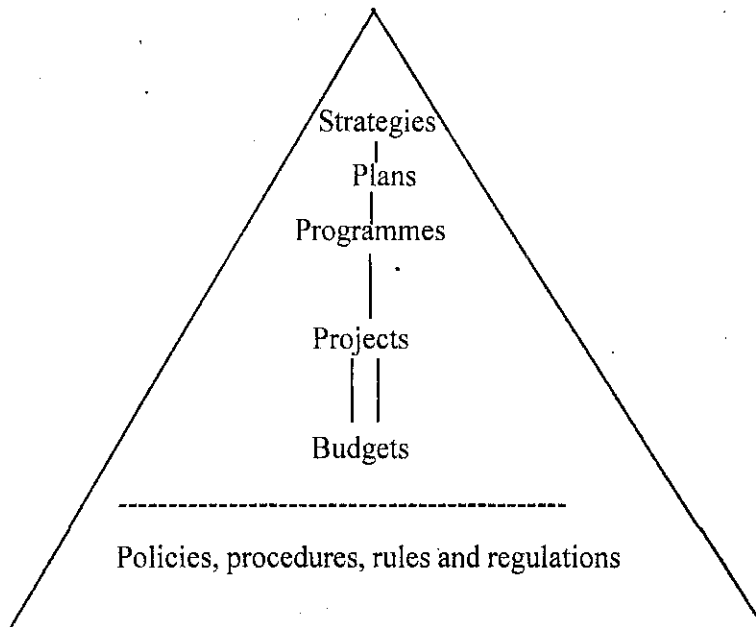 Strategies
Plans
Programmes
Projects
Budgets
Policies, procedures, rules and regulations